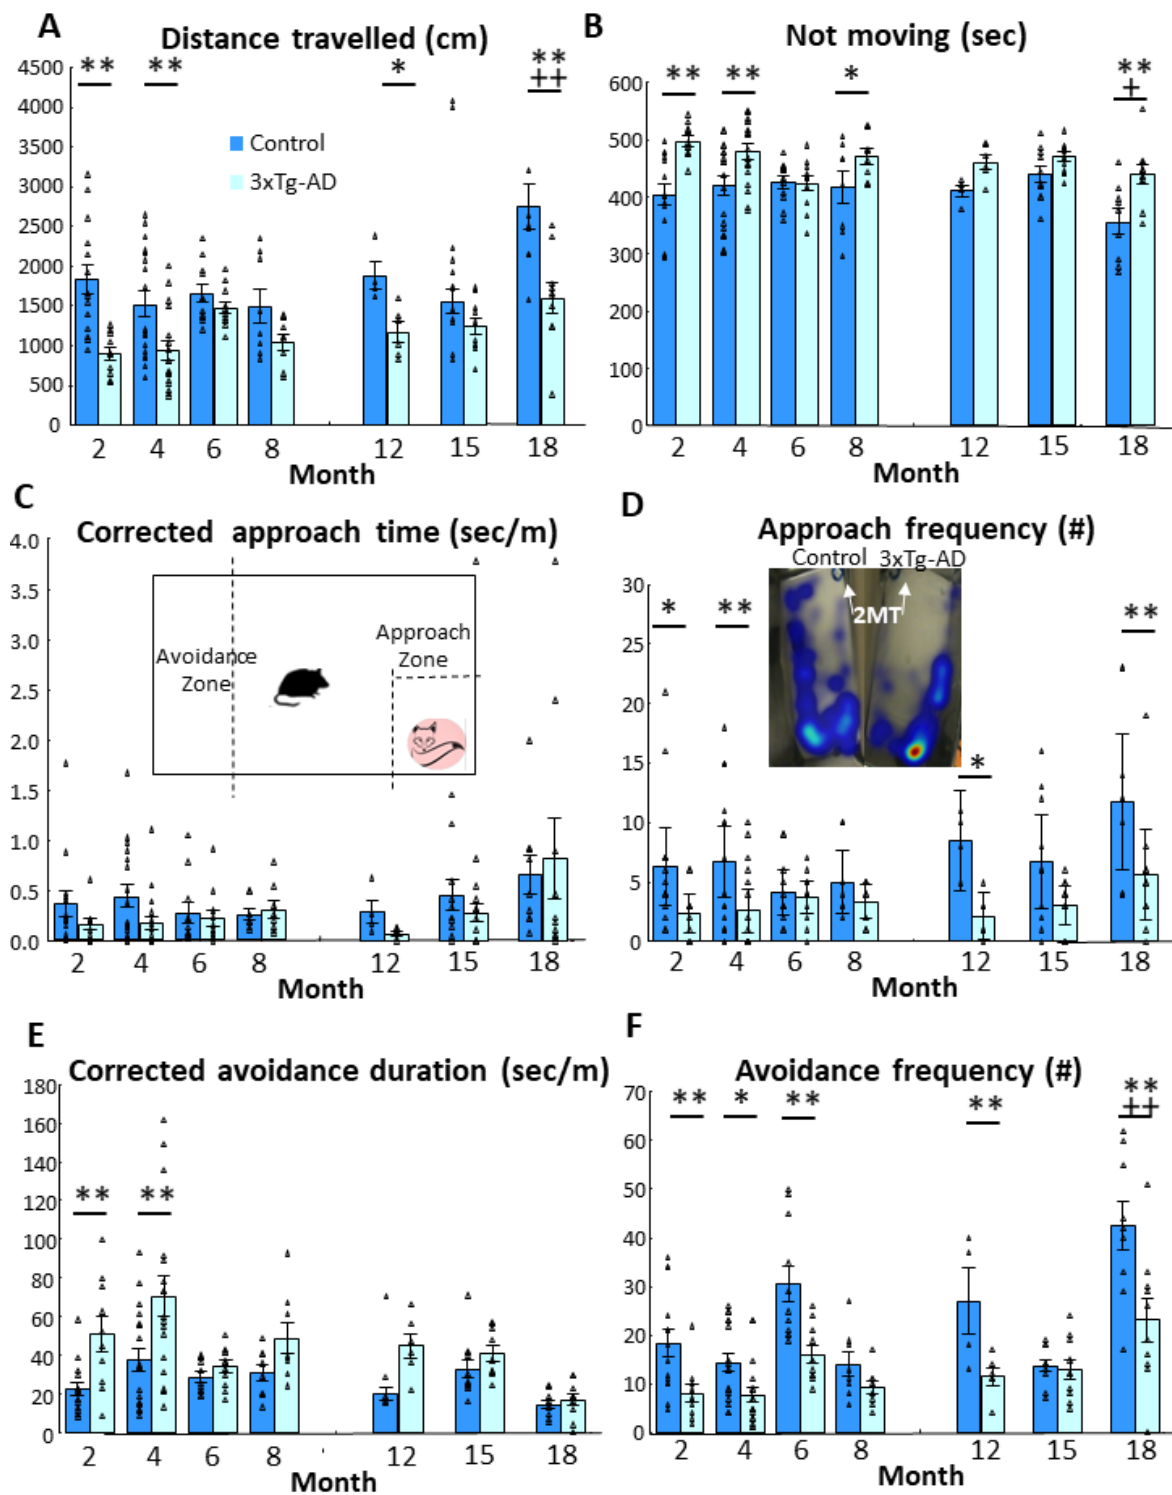 A
Distance travelled (cm)
** ** * **
++
4500
4000
3500
3000
2500
2000
1500
1000
500
0
Control
3xTg-AD
2 4 6 8 12 15 18
Month
B
Not moving (sec)
** ** * **
+
600
500
400
300
200
100
0
2 4 6 8 12 15 18
Month
C
Corrected approach time (sec/m)
4.0
3.5
3.0
2.5
2.0
1.5
1.0
0.5
0.0
Avoidance
Zone
Approach
Zone
2 4 6 8 12 15 18
Month
D
Approach frequency (#)
Control 3xTg-AD
2MT
* ** * **
30
25
20
15
10
5
0
2 4 6 8 12 15 18
Month
E
Corrected avoidance duration (sec/m)
180
160
140
120
100
80
60
40
20
0
** **
2 4 6 8 12 15 18
Month
F
Avoidance frequency (#)
** * ** ** **
++
70
60
50
40
30
20
10
0
2 4 6 8 12 15 18
Month